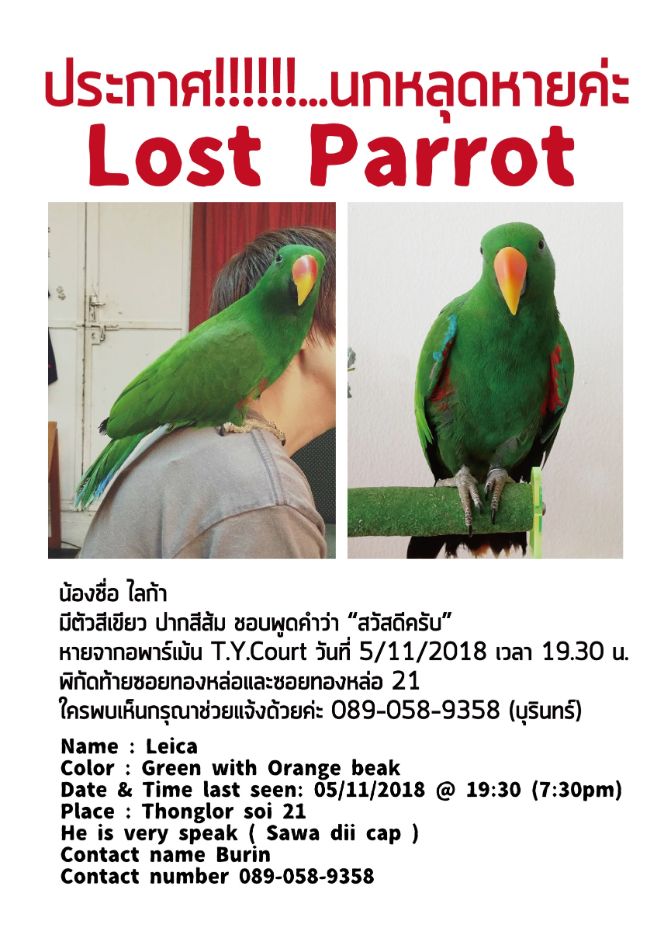 ประกาศ!!!!!!...นกหลุดหายค่ะ
Lost Parrot
น้องชื่อ ไลก้า
มีตัวสีเขียว ปากสีส้ม ชอบพูดคำว่า “สวัสดีครับ”
หายจากอพาร์เม้น T.Y.Court วันที่ 5/11/2018 เวลา 19.30 น.
พิกัดท้ายซอยทองหล่อและซอยทองหล่อ 21
ใครพบเห็นกรุณาช่วยแจ้งด้วยค่ะ 089-058-9358 (บุรินทร์)
Name : Leica
Color : Green with Orange beak
Date & Time last seen: 05/11/2018 @ 19:30 (7:30pm)
Place : Thonglor soi 21
He is very speak ( Sawa dii cap )
Contact name Burin
Contact number 089-058-9358